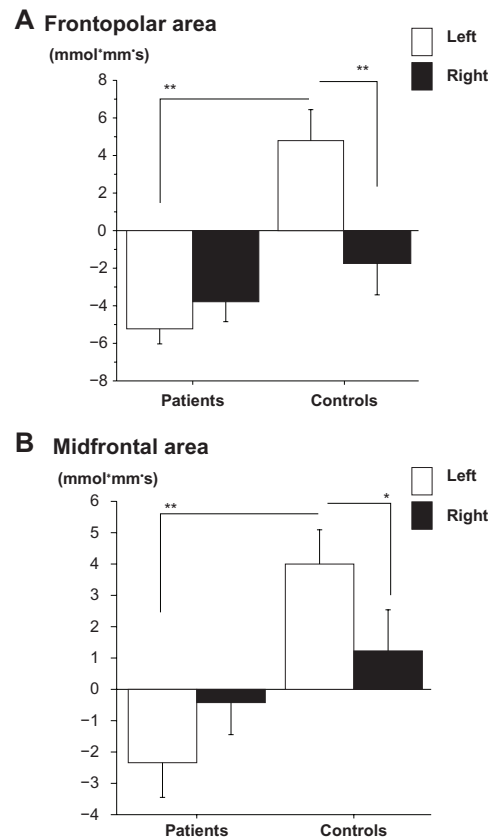 A Frontopolar area
(mmol*mm*s)
Left
Right
**
**
8
6
4
2
0
−2
−4
−6
−8
Patients Controls
B Midfrontal area
(mmol*mm*s)
Left
Right
**
*
6
5
4
3
2
1
0
−1
−2
−3
−4
Patients Controls